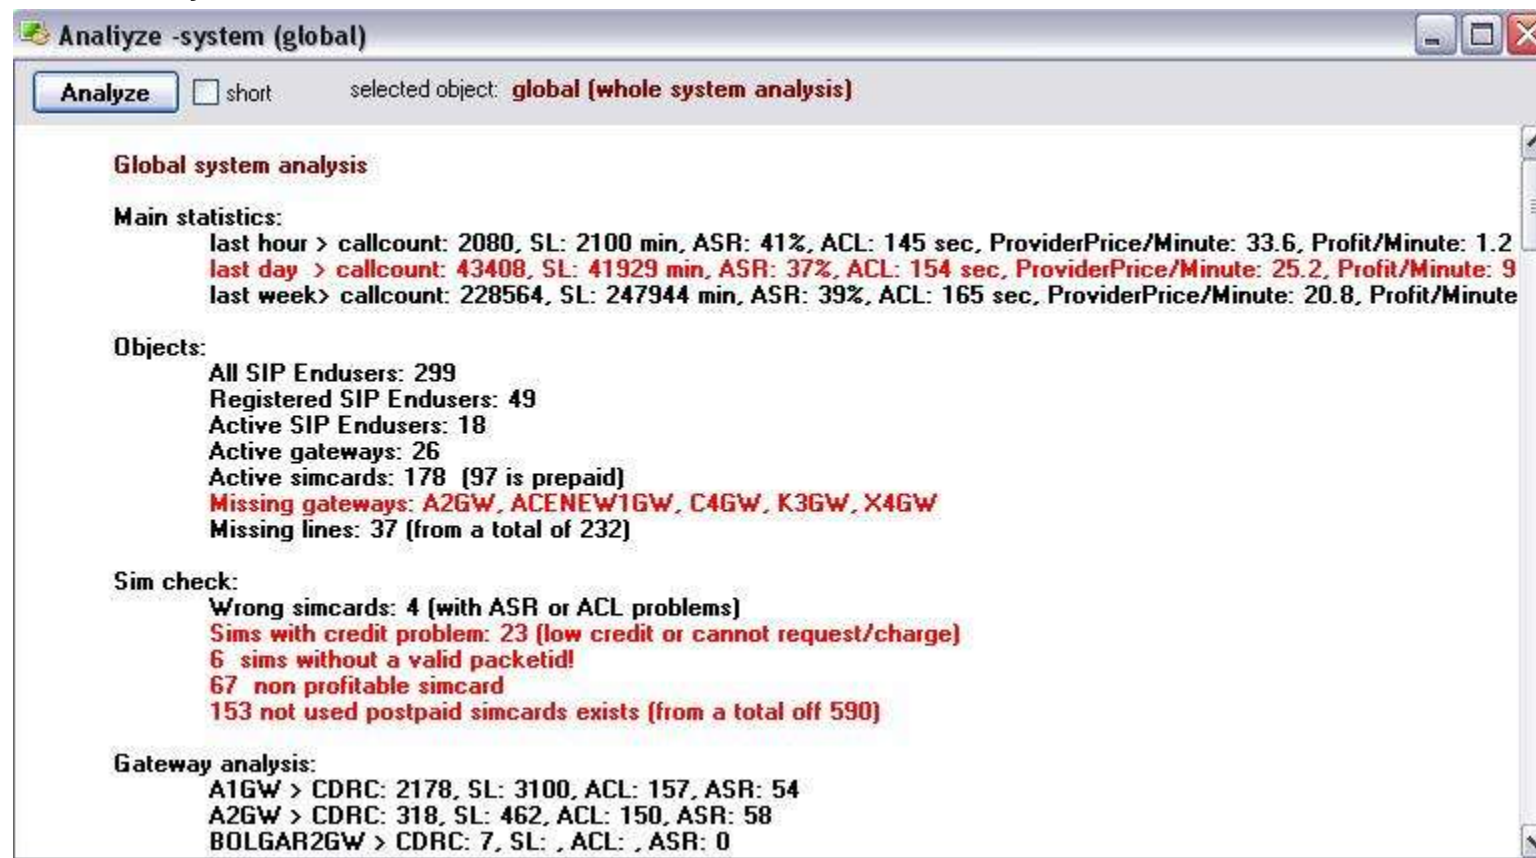 Analiyze -system (global)
Analyze short selected object: global (whole system analysis)
Global system analysis
Main statistics:
last hour > callcount: 2080, SL: 2100 min, ASR: 41%, ACL: 145 sec, ProviderPrice/Minute: 33.6, Profit/Minute: 1.2
last day > callcount: 43408, SL: 41929 min, ASR: 37%, ACL: 154 sec, ProviderPrice/Minute: 25.2, Profit/Minute: 9
last week> callcount: 228564, SL: 247944 min, ASR: 39%, ACL: 165 sec, ProviderPrice/Minute: 20.8, Profit/Minute
Objects:
All SIP Endusers: 299
Registered SIP Endusers: 49
Active SIP Endusers: 18
Active gateways: 26
Active simcards: 178 (97 is prepaid)
Missing gateways: A2GW, ACENEW1GW, C4GW, K3GW, X4GW
Missing lines: 37 (from a total of 232)
Sim check:
Wrong simcards: 4 (with ASR or ACL problems)
Sims with credit problem: 23 (low credit or cannot request/charge)
6 sims without a valid packetid!
67 non profitable simcard
153 not used postpaid simcards exists (from a total off 590)
Gateway analysis:
A1GW > CDRC: 2178, SL: 3100, ACL: 157, ASR: 54
A2GW > CDRC: 318, SL: 462, ACL: 150, ASR: 58
BOLGAR2GW > CDRC: 7, SL: , ACL: , ASR: 0